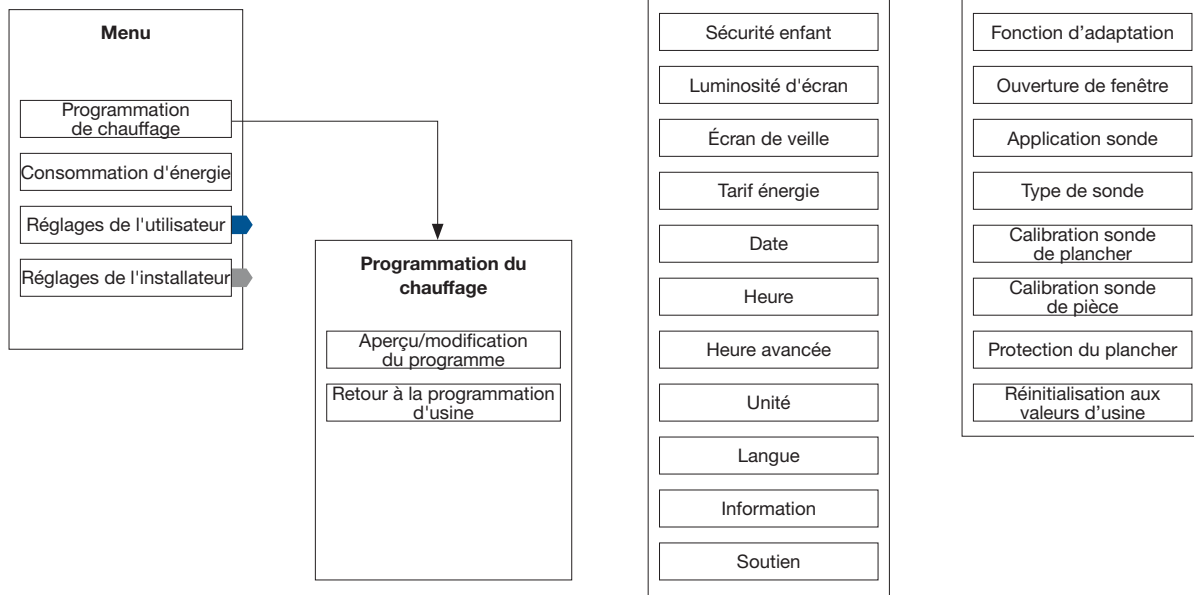 Menu
Programmation
de chauffage
Consommation d'énergie
Réglages de l'utilisateur
Réglages de l'installateur
Programmation du
chauffage
Aperçu/modification
du programme
Retour à la programmation
d'usine
Sécurité enfant
Luminosité d'écran
Écran de veille
Tarif énergie
Date
Heure
Heure avancée
Unité
Langue
Information
Soutien
Fonction d’adaptation
Ouverture de fenêtre
Application sonde
Type de sonde
Calibration sonde
de plancher
Calibration sonde
de pièce
Protection du plancher
Réinitialisation aux
valeurs d’usine